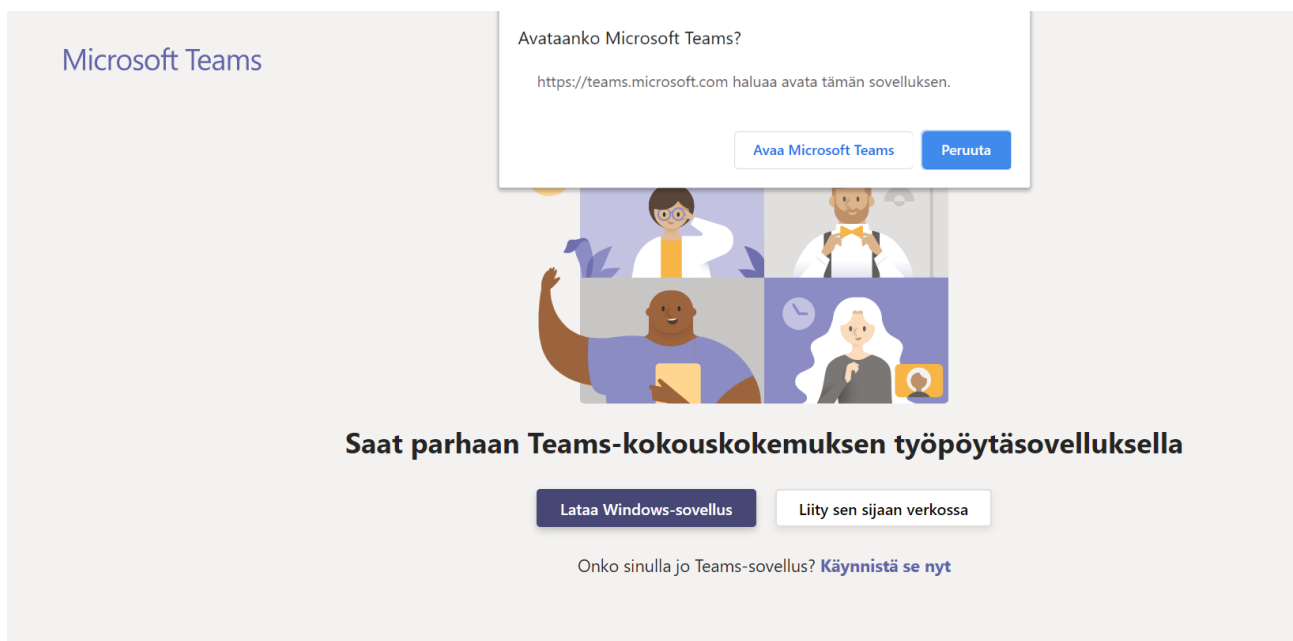 Microsoft Teams
Avataanko Microsoft Teams?
https://teams.microsoft.com haluaa avata tämän sovelluksen.
Avaa Microsoft Teams
Peruuta
Saat parhaan Teams-kokouskokemuksen työpöytäsovelluksella
Lataa Windows-sovellus
Liity sen sijaan verkossa
Onko sinulla jo Teams-sovellus? Käynnistä se nyt